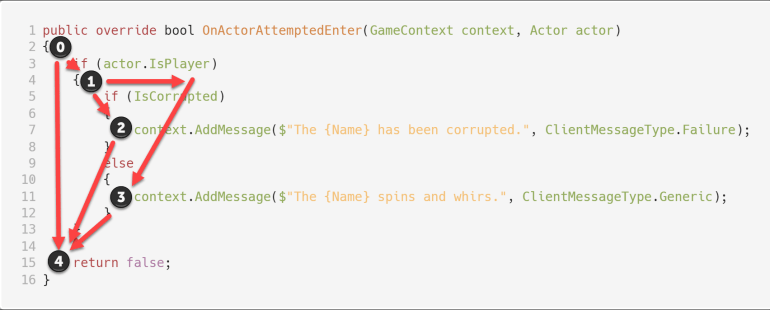 1 public override bool OnActorAttemptedEnter(GameContext context, Actor actor)
2 { 0
3 if (actor.IsPlayer)
4 { 1
5 if (IsCorrupted)
6 {
7 2 context.AddMessage($"The {Name} has been corrupted.", ClientMessageType.Failure);
8 }
9 else
10 {
11 3 context.AddMessage($"The {Name} spins and whirs.", ClientMessageType.Generic);
12 }
13 }
14
15 4 return false;
16 }